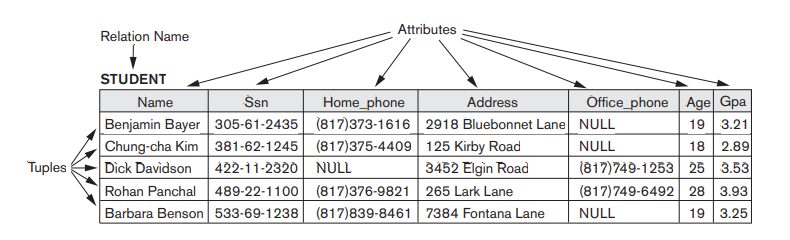 Attributes
Relation Name
STUDENT
Name Ssn Home_phone Address Office_phone Age Gpa
Benjamin Bayer 305-61-2435 (817)373-1616 2918 Bluebonnet Lane NULL 19 3.21
Chung-cha Kim 381-62-1245 (817)375-4409 125 Kirby Road NULL 18 2.89
Tuples Dick Davidson 422-11-2320 NULL 3452 Elgin Road (817)749-1253 25 3.53
Rohan Panchal 489-22-1100 (817)376-9821 265 Lark Lane (817)749-6492 28 3.93
Barbara Benson 533-69-1238 (817)839-8461 7384 Fontana Lane NULL 19 3.25